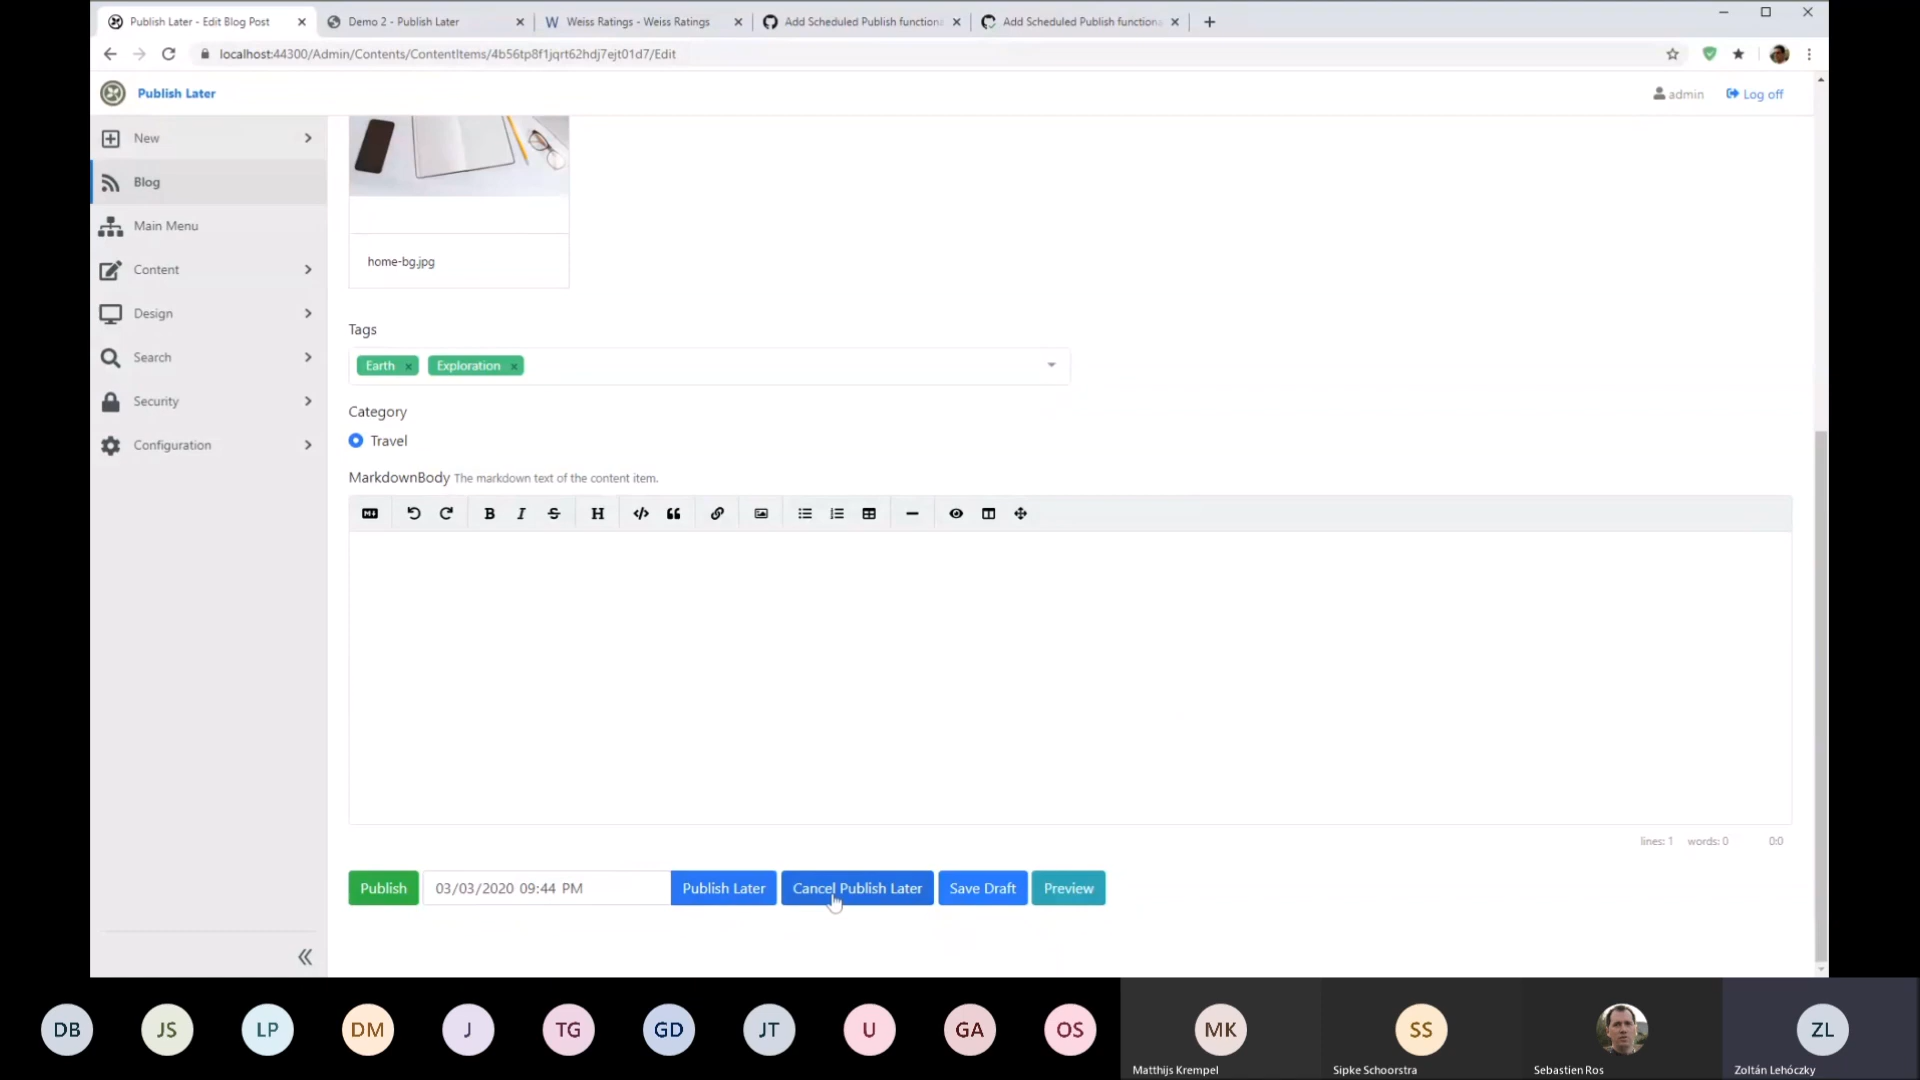 Publish Later - Edit Blog Post
Demo 2 - Publish Later
W Weiss Ratings - Weiss Ratings
Add Scheduled Publish function
Add Scheduled Publish function
localhost:44300/Admin/Contents/ContentItems/4b56tp8f1jqrt62hdj7ejt01d7/Edit
Publish Later
admin
Log off
New
Blog
Main Menu
Content
Design
Search
Security
Configuration
home-bg.jpg
Tags
Earth ×
Exploration ×
Category
Travel
MarkdownBody The markdown text of the content item.
B I S H
lines: 1 words: 0 0:0
Publish
03/03/2020 09:44 PM
Publish Later
Cancel Publish Later
Save Draft
Preview
DB JS LP DM J TG GD JT U GA OS MK SS ZL
Matthijs Krempel
Sipke Schoorstra
Sebastien Ros
Zoltán Lehóczky